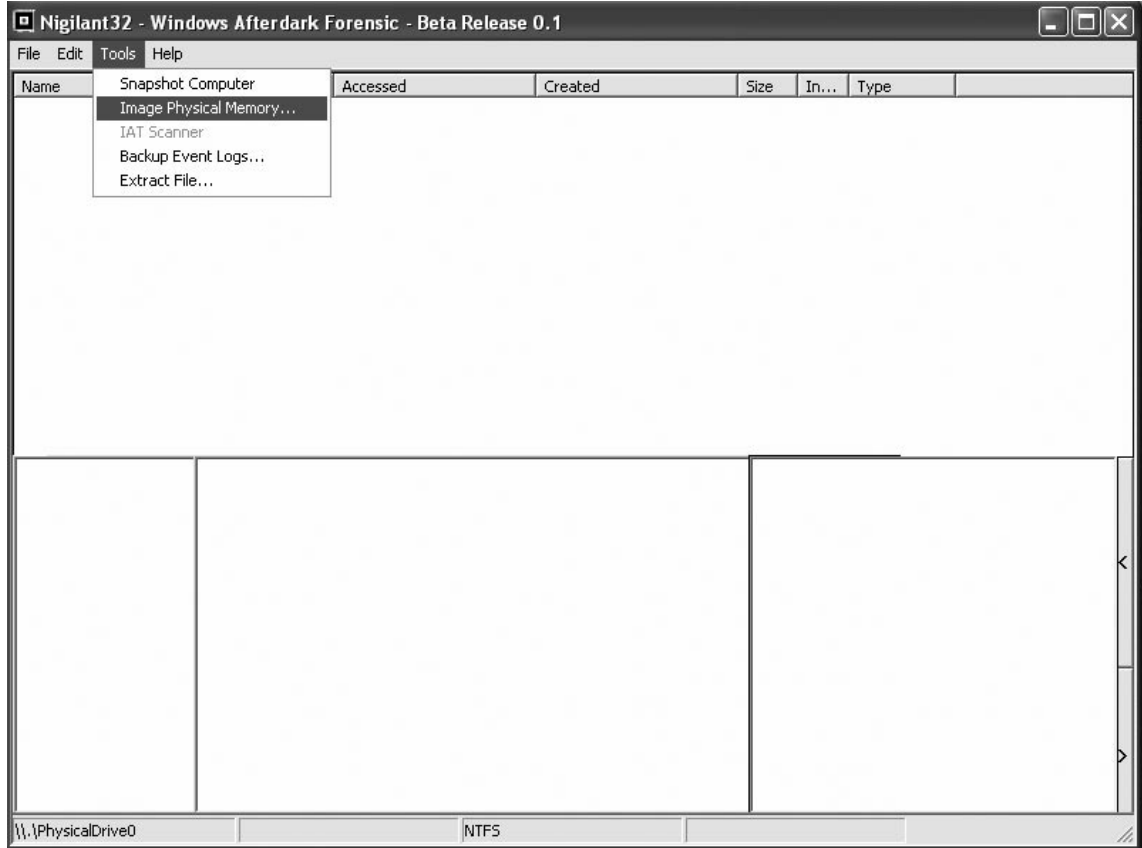 Nigilant32 - Windows Afterdark Forensic - Beta Release 0.1
File Edit Tools Help
Name Accessed Created Size In... Type
Snapshot Computer
Image Physical Memory...
IAT Scanner
Backup Event Logs...
Extract File...
<
>
\\.\PhysicalDrive0 NTFS